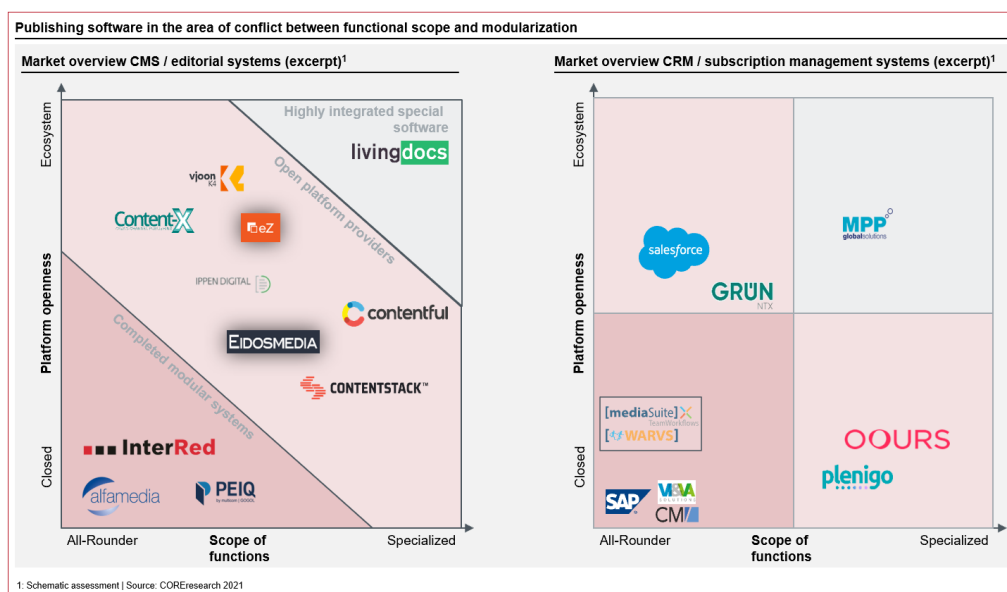 Publishing software in the area of conflict between functional scope and modularization
Market overview CMS / editorial systems (excerpt)1
Ecosystem
Platform openness
Closed
Highly integrated special
software
livingdocs
Open platform providers
vjoon
K4
Content-X
eZ
IPPEN DIGITAL
contentful
EIDOSMEDIA
CONTENTSTACK™
Completed modular systems
InterRed
alfamedia
PEIQ
All-Rounder
Scope of
functions
Specialized
Market overview CRM / subscription management systems (excerpt)1
Ecosystem
Platform openness
Closed
salesforce
GRÜN
NTX
MPP
globalsolutions
[mediaSuite]X
TeamWorkflows
[WARVS]
SAP
SOLUTIONS
CM
OOURS
plenigo
All-Rounder
Scope of
functions
Specialized
1: Schematic assessment | Source: COREresearch 2021